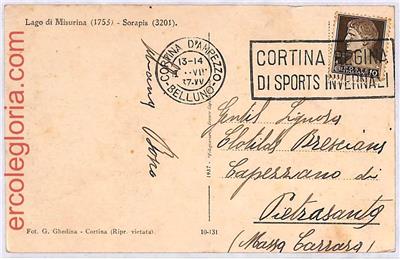 Lago di Misurina (1755) - Sorapis (3201).
CORTINA D'AMPEZZO
13-14
BELLUNO
CORTINA REGINA
DI SPORTS INVERNALI
Gentil Signora
Clotilde Bresciani
Capezzano di
Pietrasanta
(Massa Carrara)
Fot. G. Ghedina - Cortina (Ripr. vietata)
10-131
ercolegloria.com